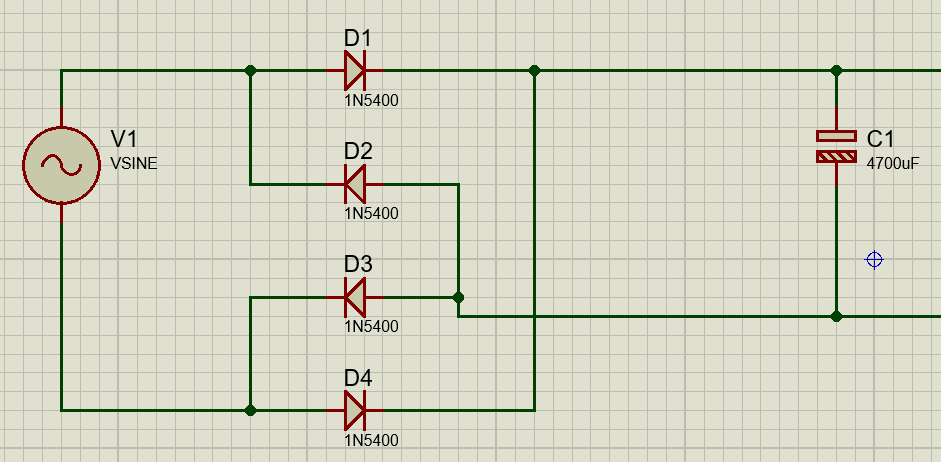 D1
1N5400
V1
VSINE
D2
1N5400
C1
4700uF
D3
1N5400
D4
1N5400